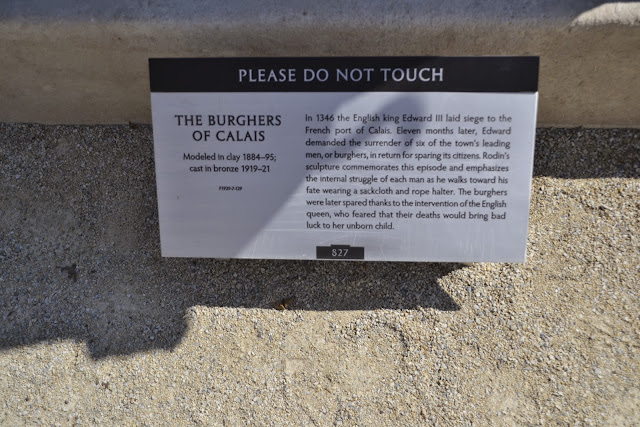 PLEASE DO NOT TOUCH
THE BURGHERS
OF CALAIS
Modeled in clay 1884–95;
cast in bronze 1919–21
F1929-7-129
In 1346 the English king Edward III laid siege to the
French port of Calais. Eleven months later, Edward
demanded the surrender of six of the town's leading
men, or burghers, in return for sparing its citizens. Rodin's
sculpture commemorates this episode and emphasizes
the internal struggle of each man as he walks toward his
fate wearing a sackcloth and rope halter. The burghers
were later spared thanks to the intervention of the English
queen, who feared that their deaths would bring bad
luck to her unborn child.
827